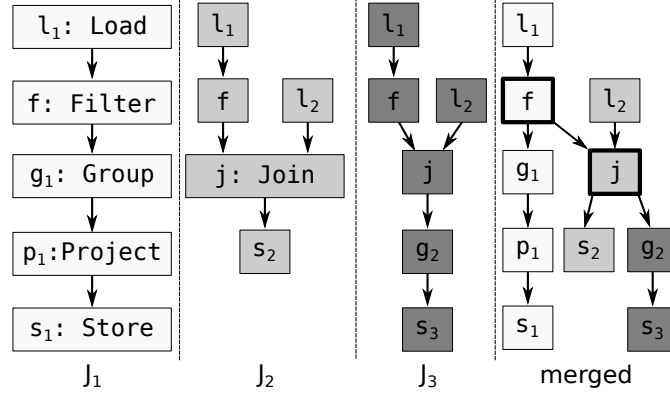 l₁: Load
f: Filter
g₁: Group
p₁:Project
s₁: Store
J₁
l₁
f
l₂
j: Join
s₂
J₂
l₁
f
l₂
j
g₂
s₃
J₃
l₁
f
l₂
g₁
j
p₁
s₂
g₂
s₁
s₃
merged